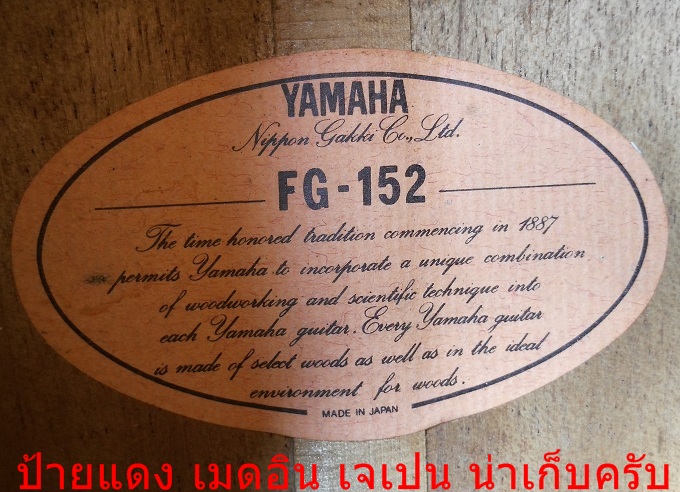 YAMAHA
Nippon Gakki Co., Ltd.
FG-152
The time honored tradition commencing in 1887
permits Yamaha to incorporate a unique combination
of woodworking and scientific technique into
each Yamaha guitar. Every Yamaha guitar
is made of select woods as well as in the ideal
environment for woods.
MADE IN JAPAN
ป้ายแดง เมดอิน เจเปน น่าเก็บครับ